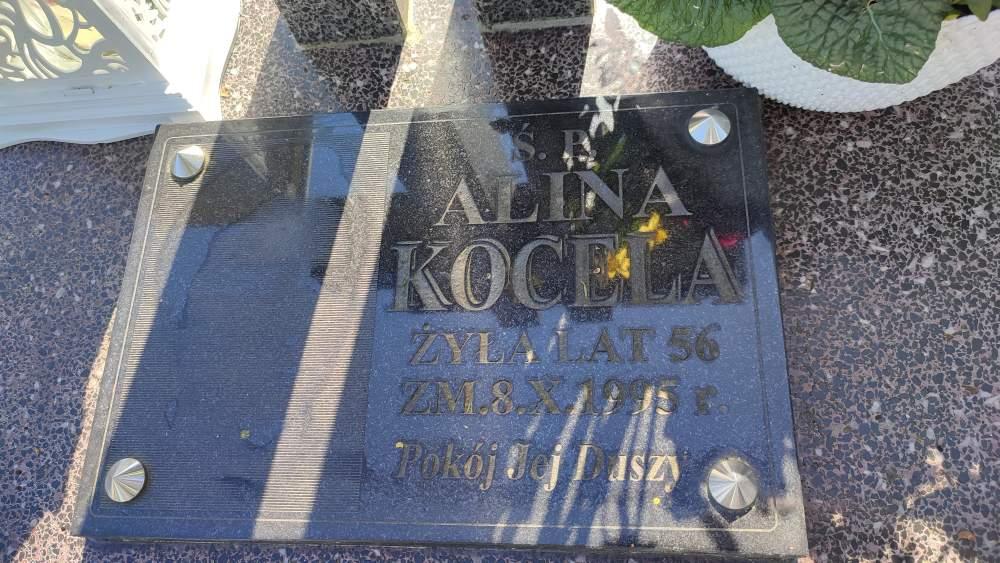 Ś. P.
ALINA
KOCELA
ŻYŁA LAT 56
ZM.8.X.1995 r.
Pokój Jej Duszy